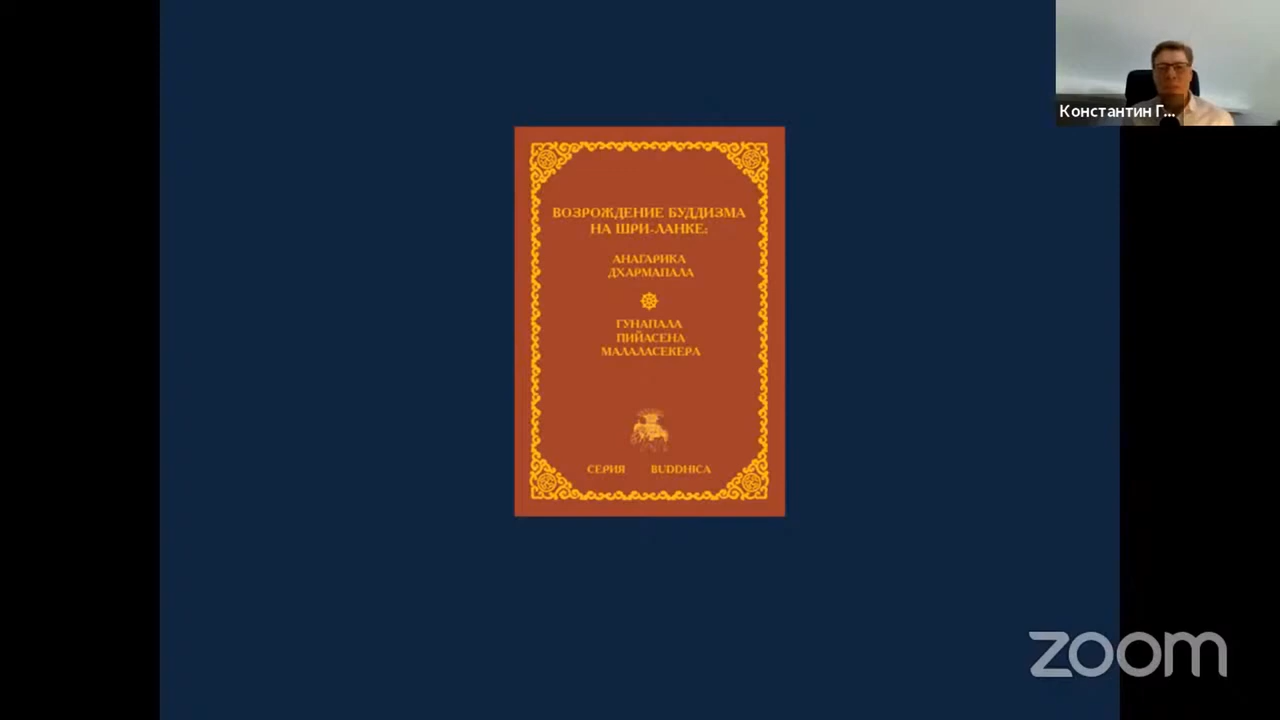 Константин Г...
ВОЗРОЖДЕНИЕ БУДДИЗМА
НА ШРИ-ЛАНКЕ:
АНАГАРИКА
ДХАРМАПАЛА
ГУНАПАЛА
ПИЙАСЕНА
МАЛАЛАСЕКЕРА
СЕРИЯ BUDDHICA
zoom